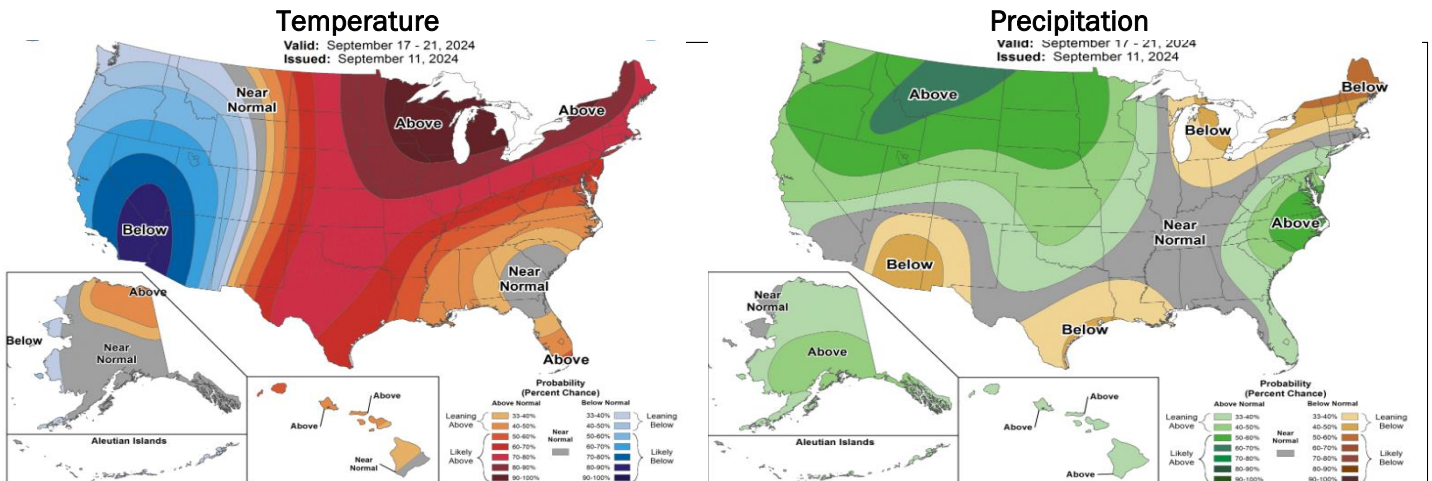 Temperature
Valid: September 17 - 21, 2024
Issued: September 11, 2024
Near
Normal
Above
Above
Below
Near
Normal
Above
Above
Below
Near
Normal
Aleutian Islands
Above
Above
Near
Normal
Probability
(Percent Chance)
Above Normal
Below Normal
Leaning
Above
33-40%
40-50%
50-60%
60-70%
70-80%
80-90%
90-100%
Likely
Above
Near
Normal
33-40%
40-50%
50-60%
60-70%
70-80%
80-90%
90-100%
Leaning
Below
Likely
Below
Precipitation
Valid: September 17 - 21, 2024
Issued: September 11, 2024
Above
Below
Below
Near
Normal
Above
Below
Below
Near
Normal
Above
Aleutian Islands
Above
Above
Probability
(Percent Chance)
Above Normal
Below Normal
Leaning
Above
33-40%
40-50%
50-60%
60-70%
70-80%
80-90%
90-100%
Likely
Above
Near
Normal
33-40%
40-50%
50-60%
60-70%
70-80%
80-90%
90-100%
Leaning
Below
Likely
Below